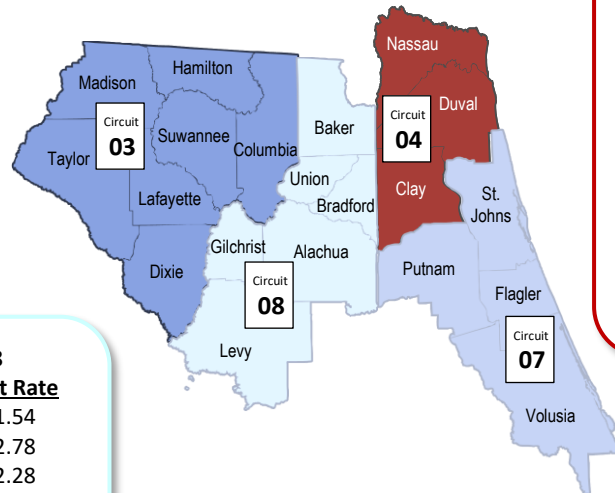 Nassau
Hamilton
Madison
Duval
Circuit
03
Circuit
04
Baker
Suwannee
Columbia
Taylor
Union
Clay
St.
Johns
Lafayette
Bradford
Gilchrist
Alachua
Putnam
Dixie
Circuit
08
Flagler
Levy
Circuit
07
Volusia
t Rate
1.54
2.78
2.28